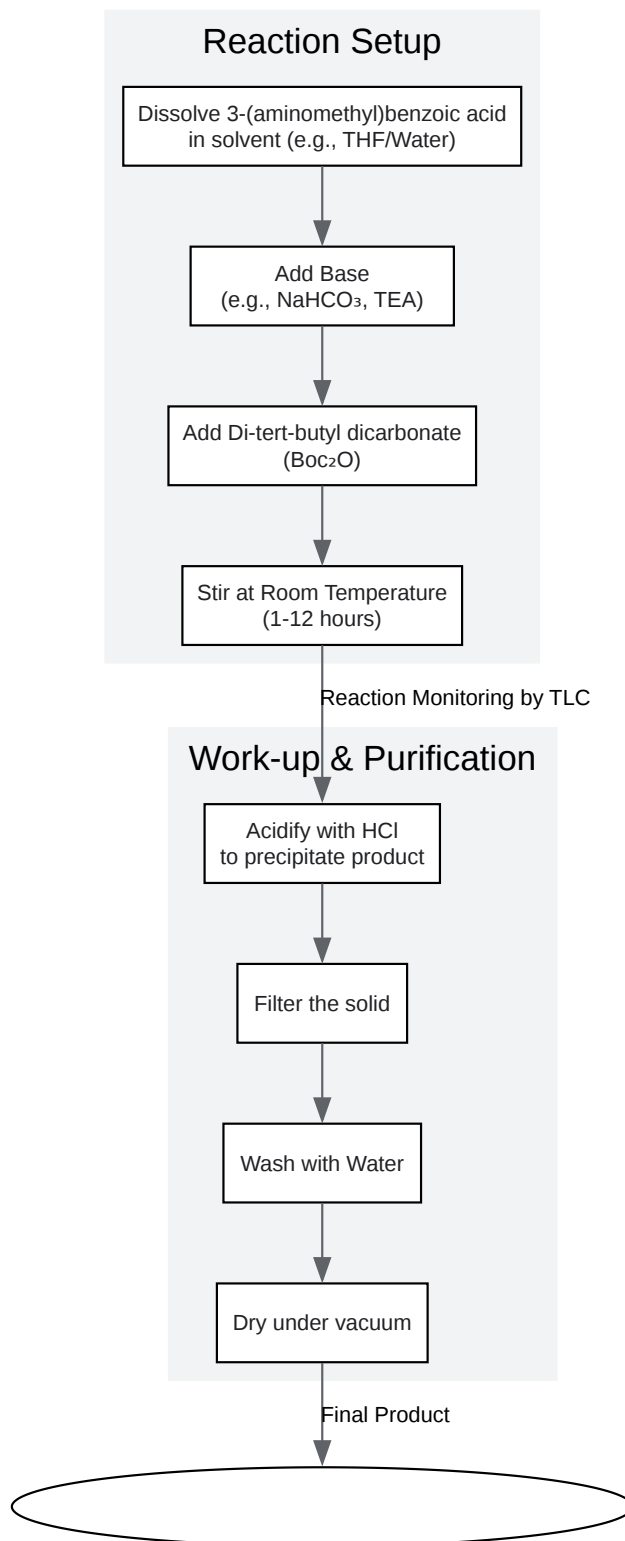 Reaction Setup
Dissolve 3-(aminomethyl)benzoic acid
in solvent (e.g., THF/Water)
Add Base
(e.g., NaHCO₃, TEA)
Add Di-tert-butyl dicarbonate
(Boc₂O)
Stir at Room Temperature
(1-12 hours)
Reaction Monitoring by TLC
Work-up & Purification
Acidify with HCl
to precipitate product
Filter the solid
Wash with Water
Dry under vacuum
Final Product